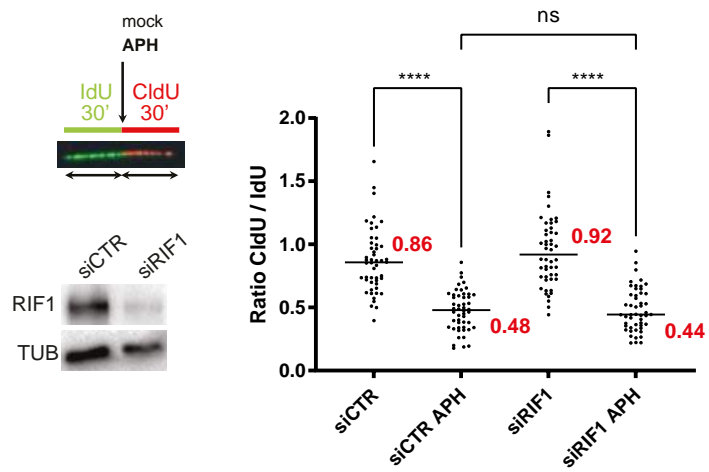 mock
APH
IdU
30’
CldU
30’
siCTR
siRIF1
RIF1
TUB
ns
****
****
Ratio CldU / IdU
2.0
1.5
1.0
0.5
0.0
0.86
0.48
0.92
0.44
siCTR
siCTR APH
siRIF1
siRIF1 APH